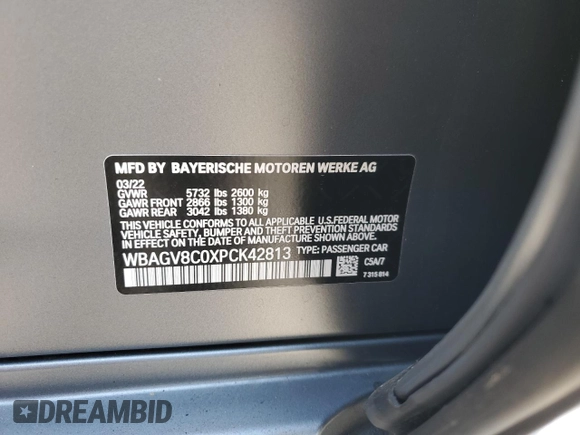 MFD BY BAYERISCHE MOTOREN WERKE AG
03/22
GVWR 5732 lbs 2600 kg
GAWR FRONT 2866 lbs 1300 kg
GAWR REAR 3042 lbs 1380 kg
THIS VEHICLE CONFORMS TO ALL APPLICABLE U.S.FEDERAL MOTOR
VEHICLE SAFETY, BUMPER AND THEFT PREVENTION STANDARDS
IN EFFECT ON THE DATE OF MANUFACTURE SHOWN ABOVE.
WBAGV8C0XPCK42813 TYPE: PASSENGER CAR
C5A/7
7 315 814
DREAMBID